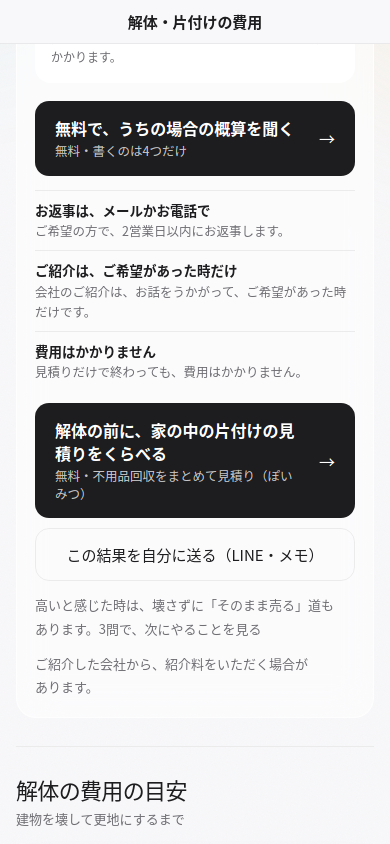 解体・片付けの費用
かかります。
無料で、うちの場合の概算を聞く
無料・書くのは4つだけ
→
お返事は、メールかお電話で
ご希望の方で、2営業日以内にお返事します。
ご紹介は、ご希望があった時だけ
会社のご紹介は、お話をうかがって、ご希望があった時
だけです。
費用はかかりません
見積りだけで終わっても、費用はかかりません。
解体の前に、家の中の片付けの見
積りをくらべる
無料・不用品回収をまとめて見積り（ぽい
みつ）
→
この結果を自分に送る（LINE・メモ）
高いと感じた時は、壊さずに「そのまま売る」道も
あります。3問で、次にやることを見る
ご紹介した会社から、紹介料をいただく場合が
あります。
解体の費用の目安
建物を壊して更地にするまで